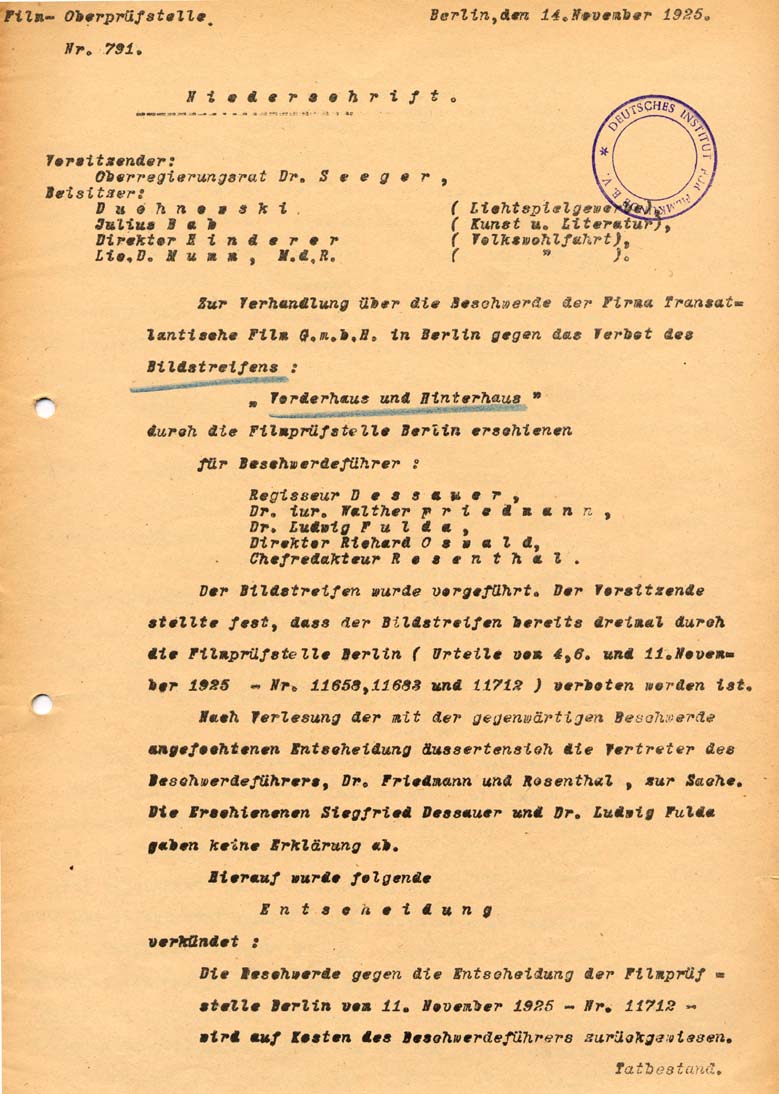 Film- Oberprüfstelle.
Berlin,den 14.November 1925.
Nr. 791.
N i e d e r s c h r i f t .
DEUTSCHES INSTITUT FÜR FILMKUNDE E. V. *
Vorsitzender:
Oberregierungsrat Dr. S e e g e r ,
Beisitzer:
D u c h n o w s k i ( Lichtspielgewerbe),
Julius B a b ( Kunst u. Literatur),
Direktor H i n d e r e r ( Volkswohlfahrt),
Lic.D. M u m m , M.d.R. ( " ).
Zur Verhandlung über die Beschwerde der Firma Transat=
lantische Film G.m.b.H. in Berlin gegen das Verbot des
Bildstreifens :
„ Vorderhaus und Hinterhaus "
durch die Filmprüfstelle Berlin erschienen
für Beschwerdeführer :
Regisseur D e s s a u e r ,
Dr. iur. Walther F r i e d m a n n ,
Dr. Ludwig F u l d a ,
Direktor Richard O s w a l d,
Chefredakteur R o s e n t h a l .
Der Bildstreifen wurde vorgeführt. Der Vorsitzende
stellte fest, dass der Bildstreifen bereits dreimal durch
die Filmprüfstelle Berlin ( Urteile vom 4,6. und 11.Novem=
ber 1925 - Nr. 11658,11683 und 11712 ) verboten worden ist.
Nach Verlesung der mit der gegenwärtigen Beschwerde
angefochtenen Entscheidung äussertensich die Vertreter des
Beschwerdeführers, Dr. Friedmann und Rosenthal , zur Sache.
Die Erschienenen Siegfried Dessauer und Dr. Ludwig Fulda
gaben keine Erklärung ab.
Hierauf wurde folgende
E n t s c h e i d u n g
verkündet :
Die Beschwerde gegen die Entscheidung der Filmprüf =
stelle Berlin vom 11. November 1925 - Nr. 11712 -
wird auf Kosten des Beschwerdeführers zurückgewissen.
Tatbestand.